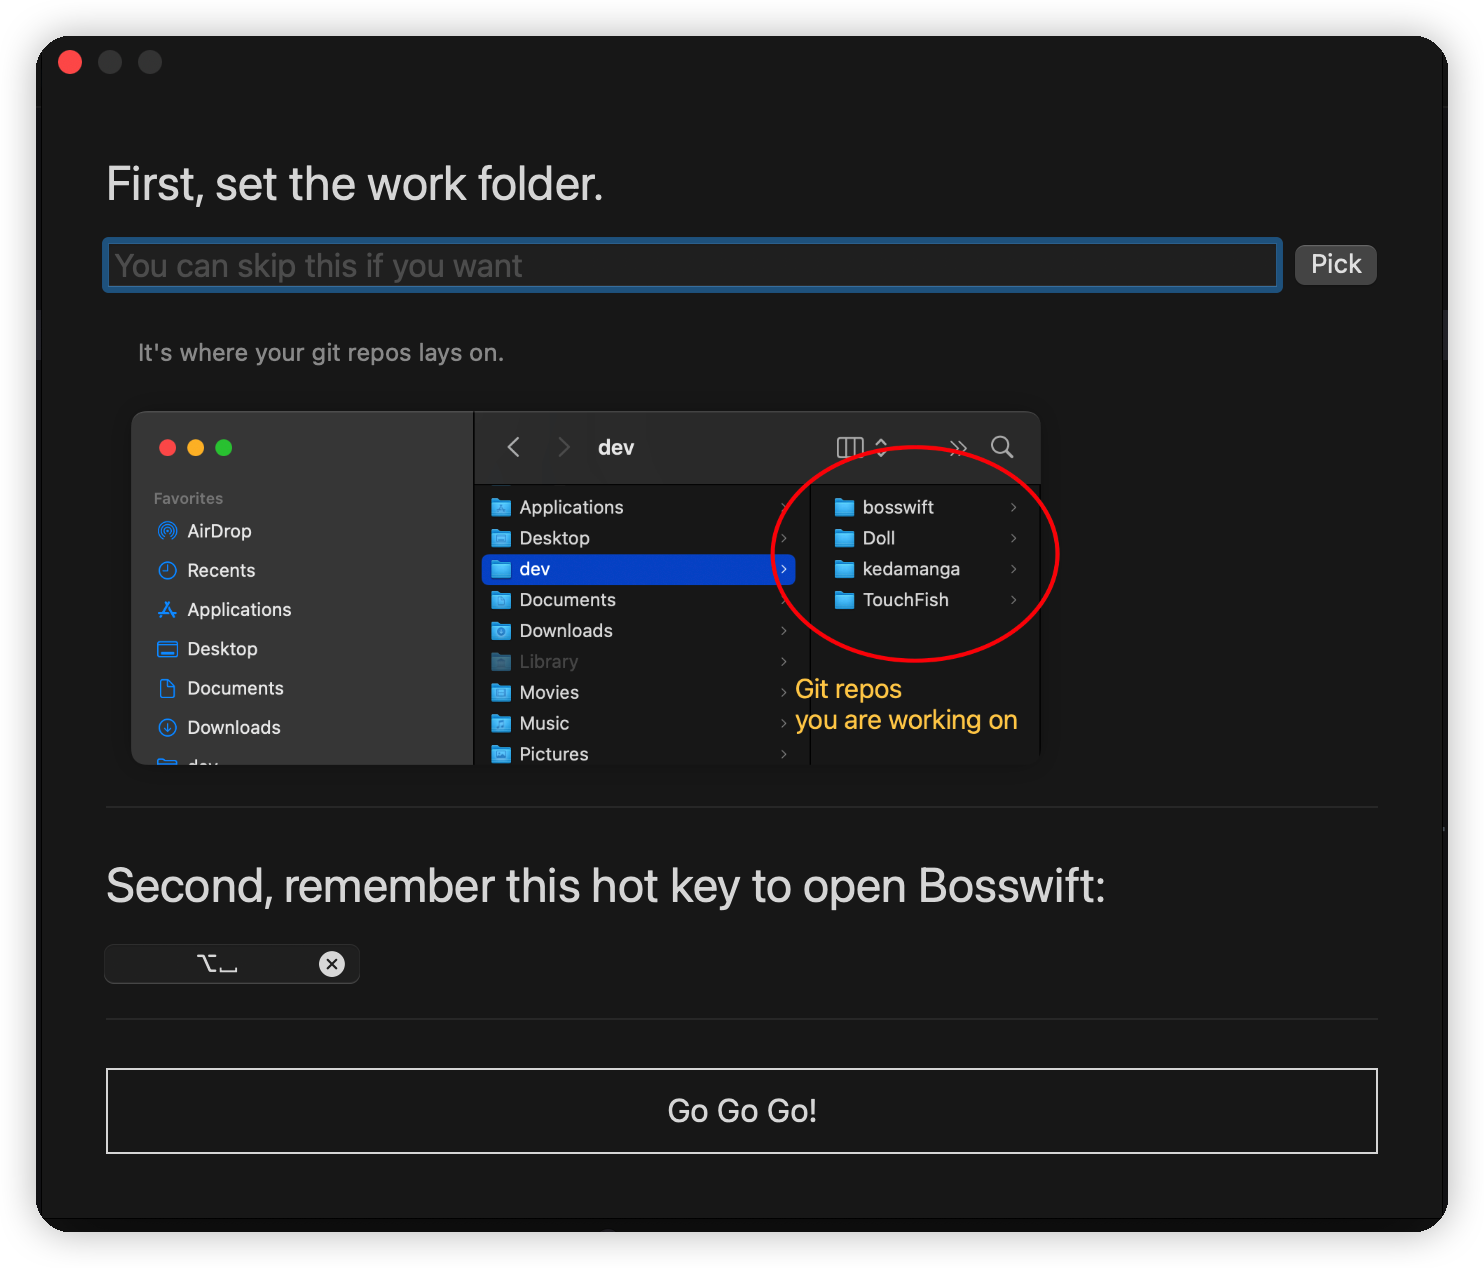 First, set the work folder.
You can skip this if you want
Pick
It's where your git repos lays on.
dev
Favorites
AirDrop
Recents
Applications
Desktop
Documents
Downloads
dev
Applications
Desktop
dev
Documents
Downloads
Library
Movies
Music
Pictures
bosswift
Doll
kedamanga
TouchFish
Git repos
you are working on
Second, remember this hot key to open Bosswift:
⌥⎵
Go Go Go!